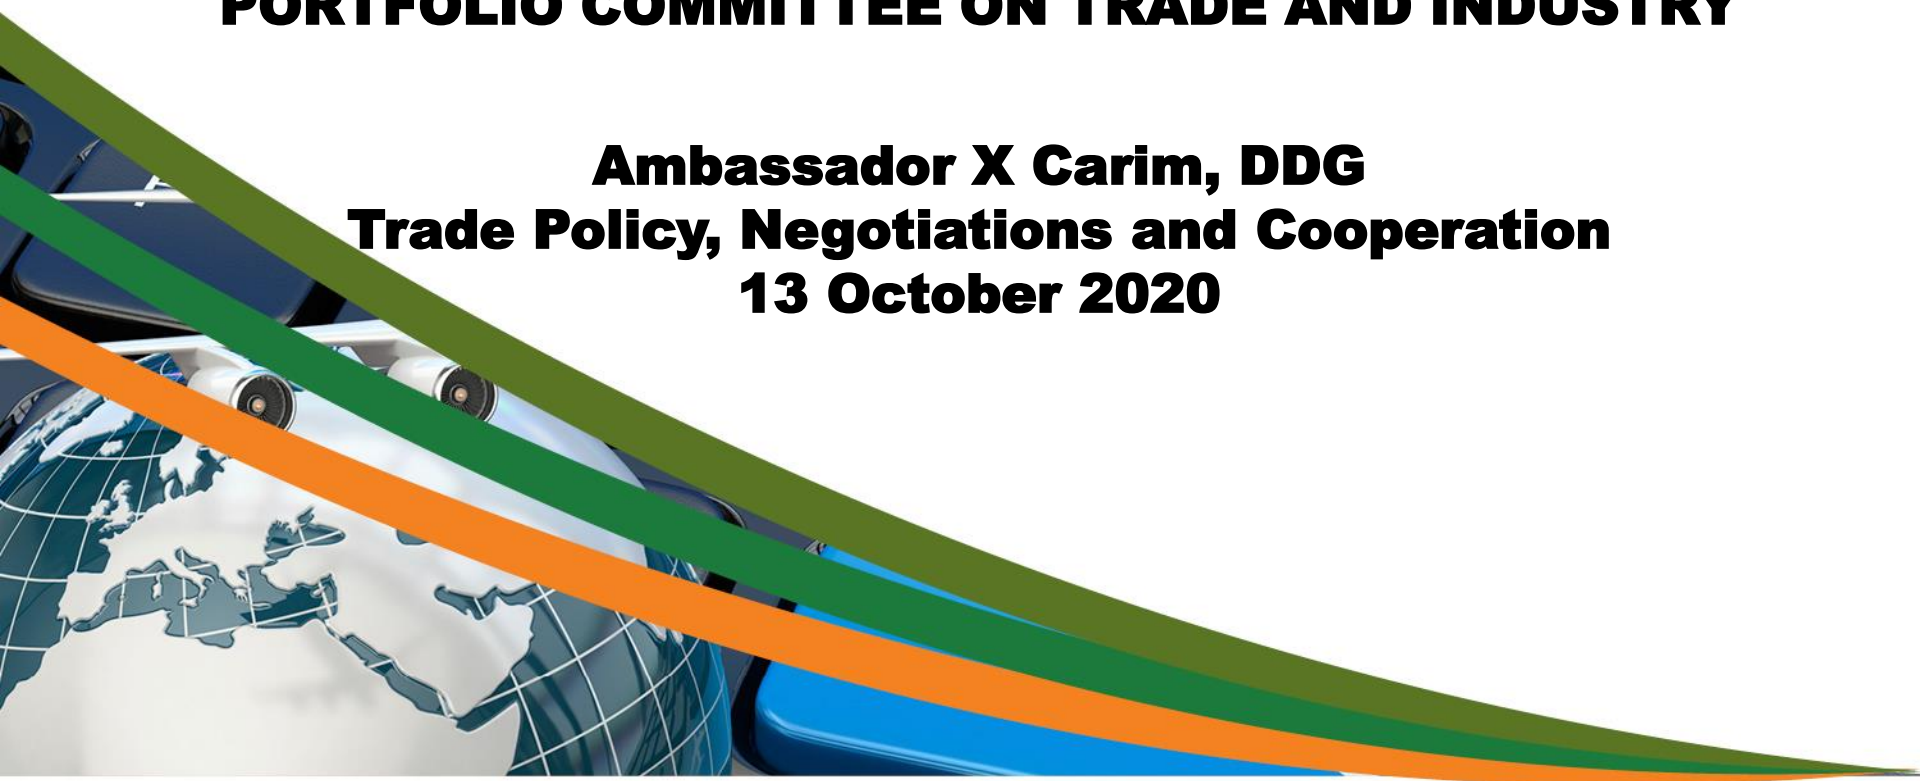 PORTFOLIO COMMITTEE ON TRADE AND INDUSTRY
Ambassador X Carim, DDG
Trade Policy, Negotiations and Cooperation
13 October 2020